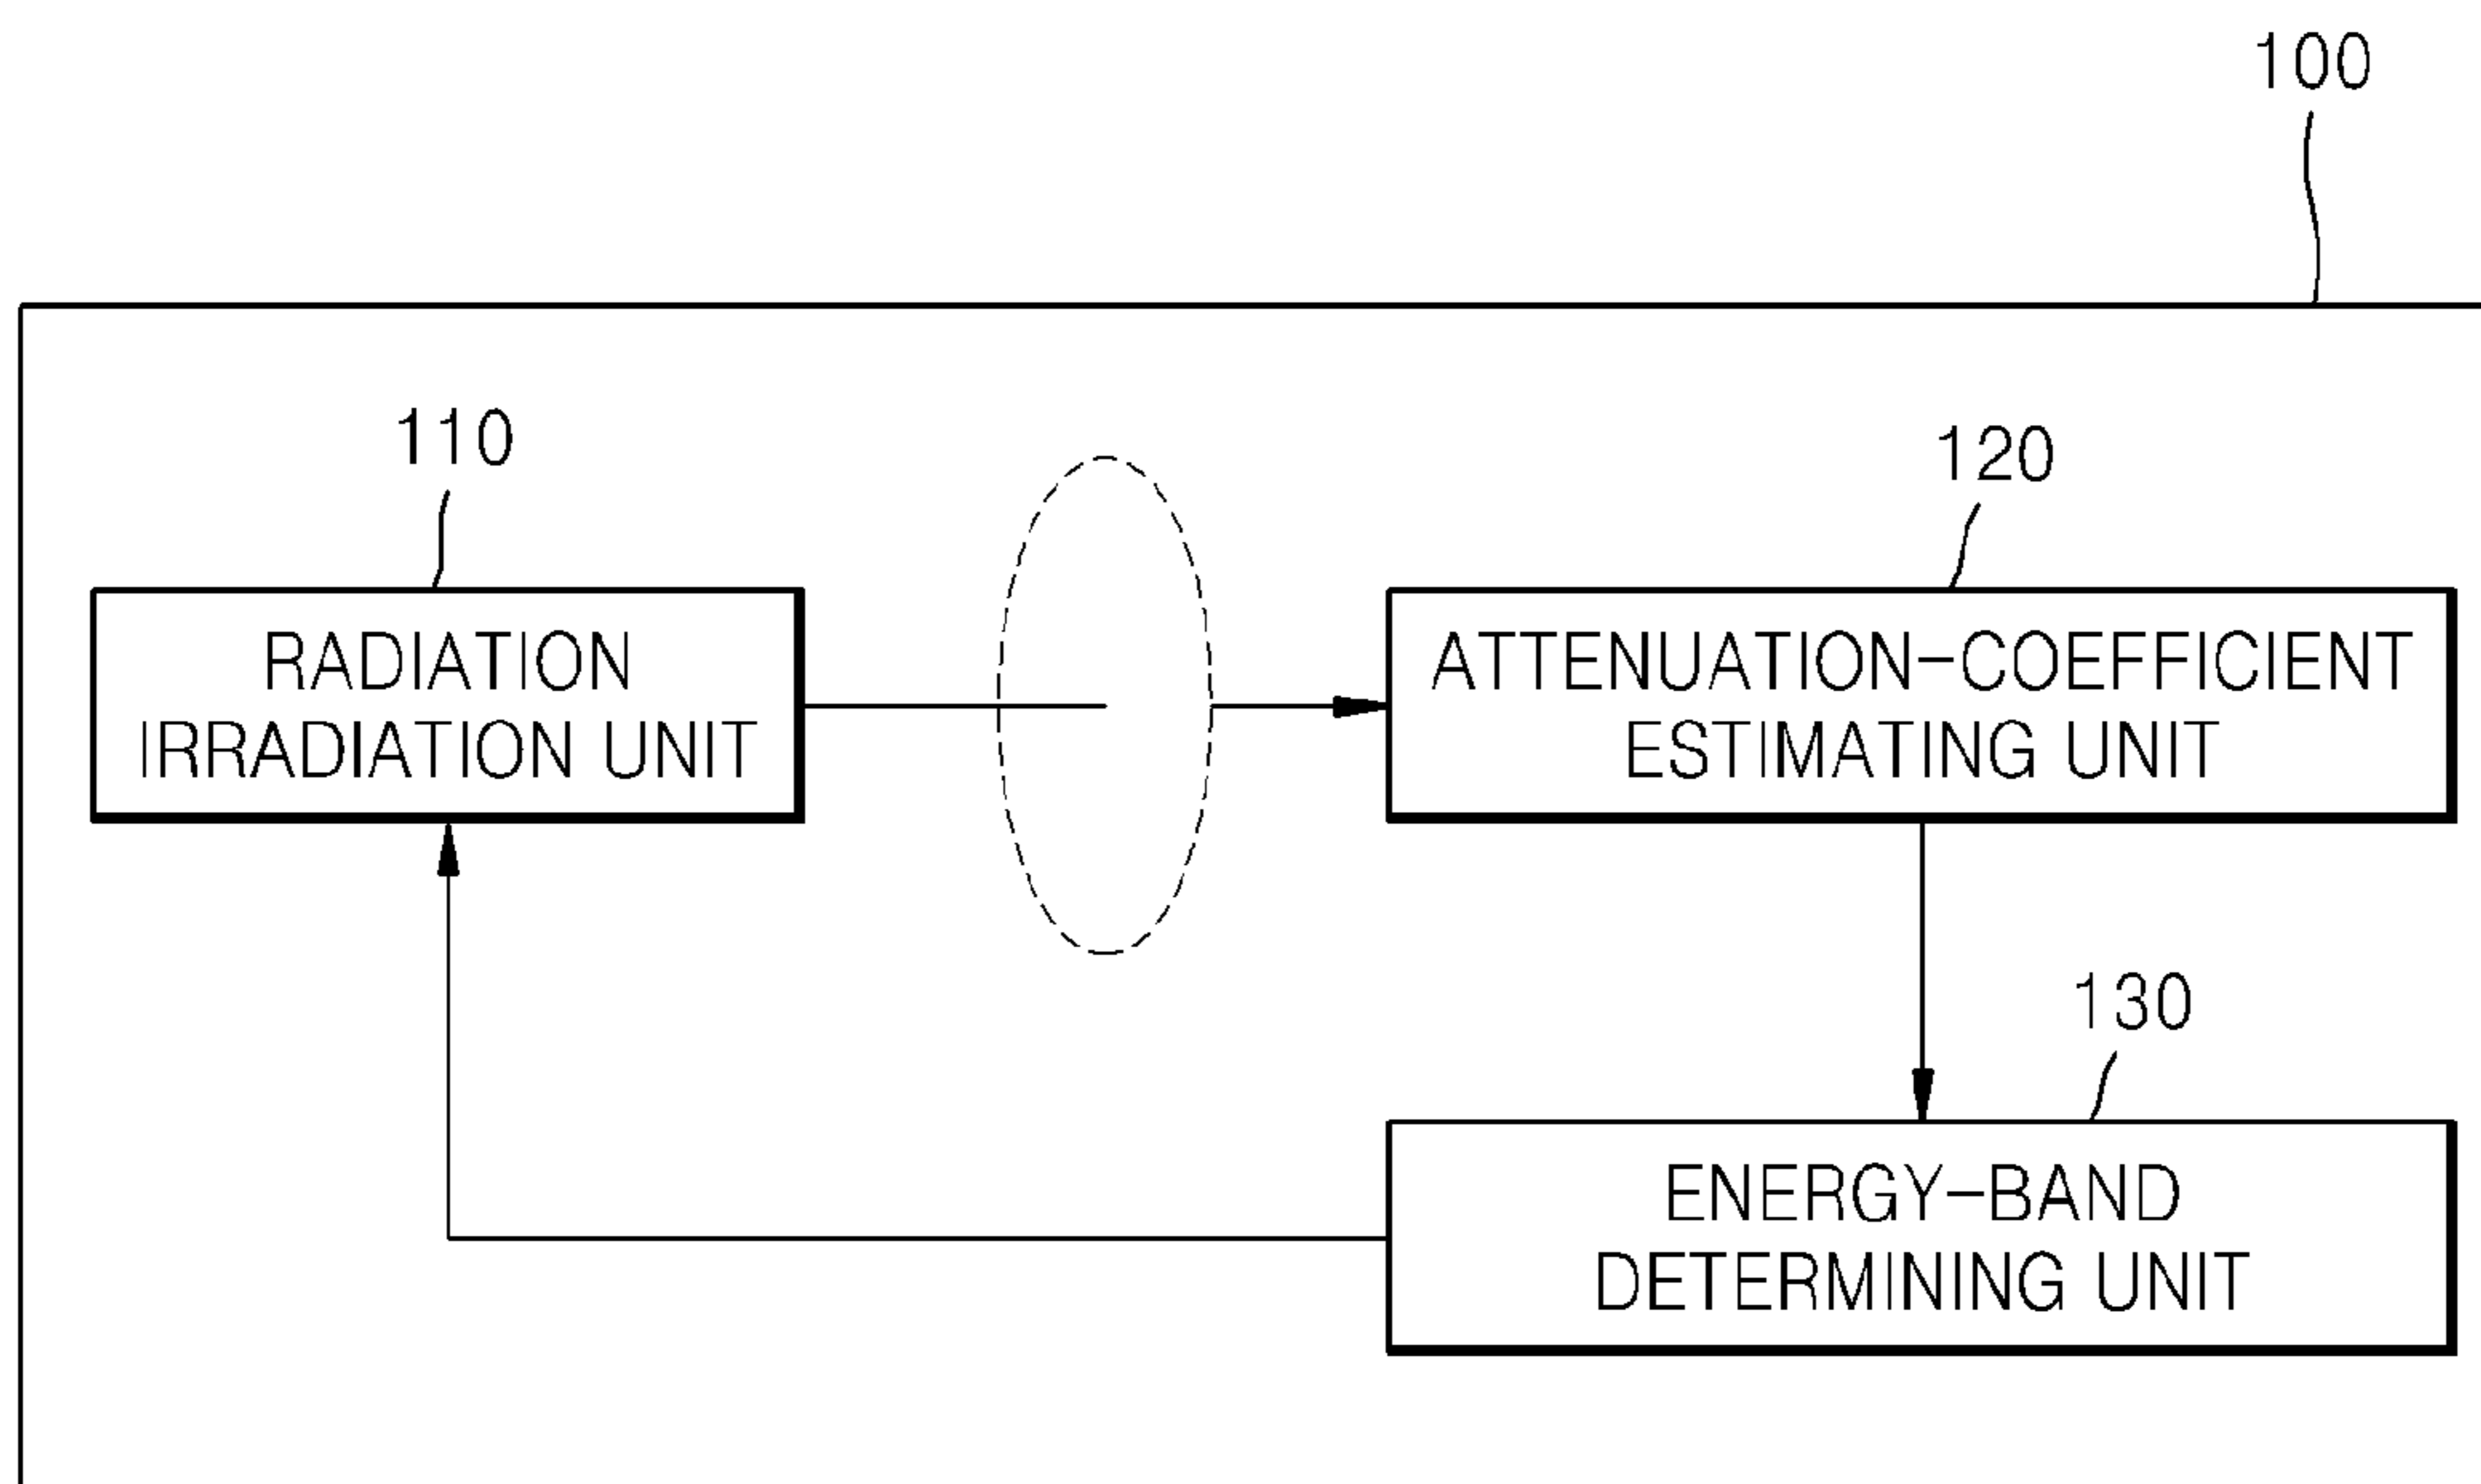 100
110
120
RADIATION
IRRADIATION UNIT
ATTENUATION-COEFFICIENT
ESTIMATING UNIT
130
ENERGY-BAND
DETERMINING UNIT